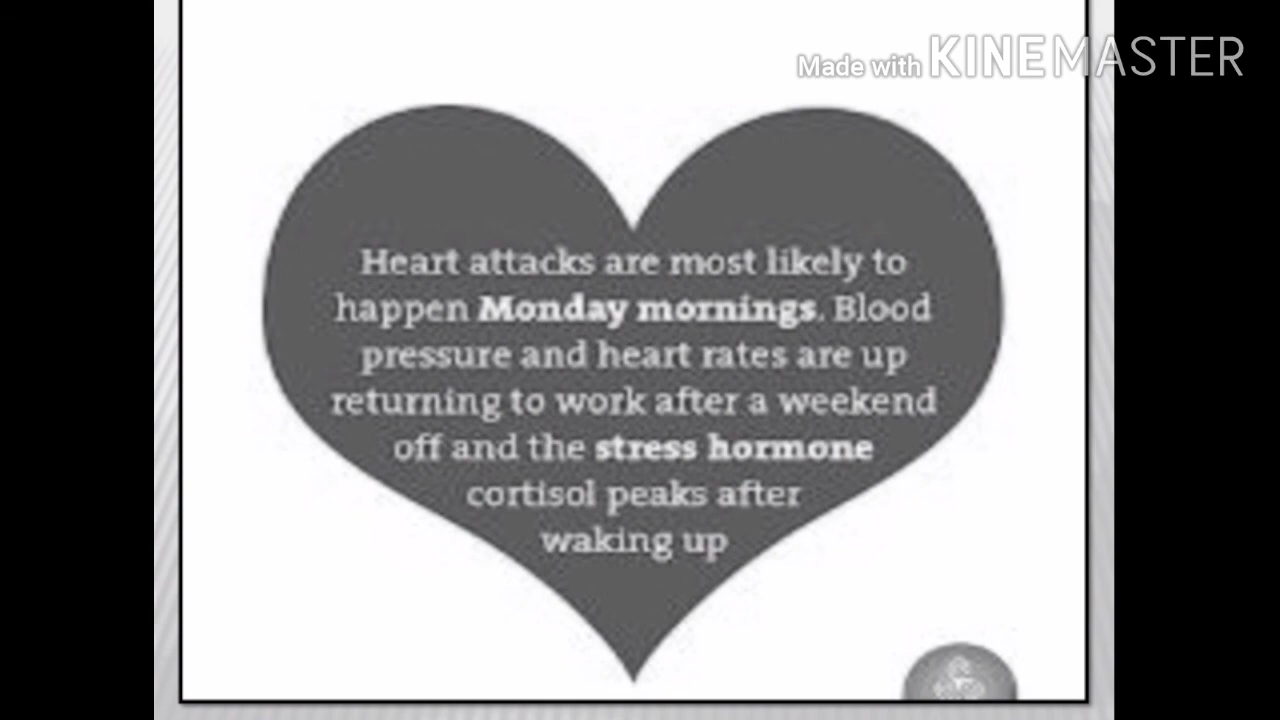 Made with KINEMASTER
Heart attacks are most likely to
happen Monday mornings. Blood
pressure and heart rates are up
returning to work after a weekend
off and the stress hormone
cortisol peaks after
waking up